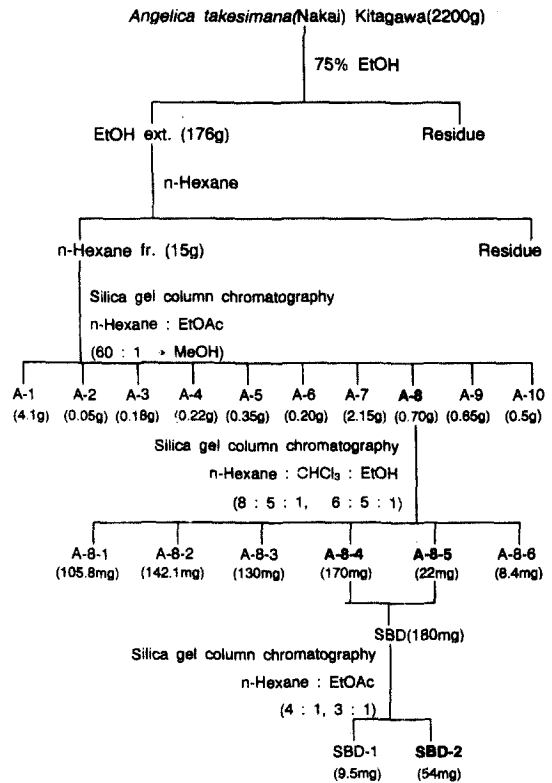 Angelica takesimana(Nakai) Kitagawa(2200g)
75% EtOH
EtOH ext. (176g) Residue
n-Hexane
n-Hexane fr. (15g) Residue
Silica gel column chromatography
n-Hexane : EtOAc
(60 : 1 → MeOH)
A-1 A-2 A-3 A-4 A-5 A-6 A-7 A-8 A-9 A-10
(4.1g) (0.05g) (0.18g) (0.22g) (0.35g) (0.20g) (2.15g) (0.70g) (0.65g) (0.5g)
Silica gel column chromatography
n-Hexane : CHCl₃ : EtOH
(8 : 5 : 1, 6 : 5 : 1)
A-8-1 A-8-2 A-8-3 A-8-4 A-8-5 A-8-6
(105.8mg) (142.1mg) (130mg) (170mg) (22mg) (8.4mg)
SBD(180mg)
Silica gel column chromatography
n-Hexane : EtOAc
(4 : 1, 3 : 1)
SBD-1 SBD-2
(9.5mg) (54mg)